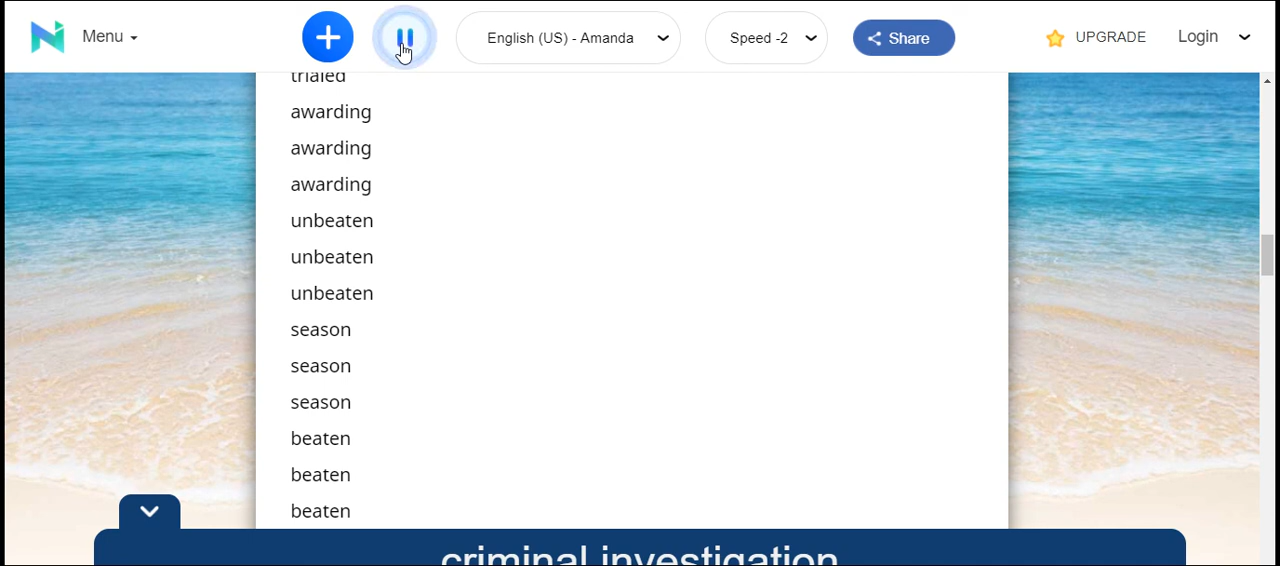 Menu
English (US) - Amanda
Speed -2
Share
UPGRADE
Login
trialed
awarding
awarding
awarding
unbeaten
unbeaten
unbeaten
season
season
season
beaten
beaten
beaten
criminal investigation